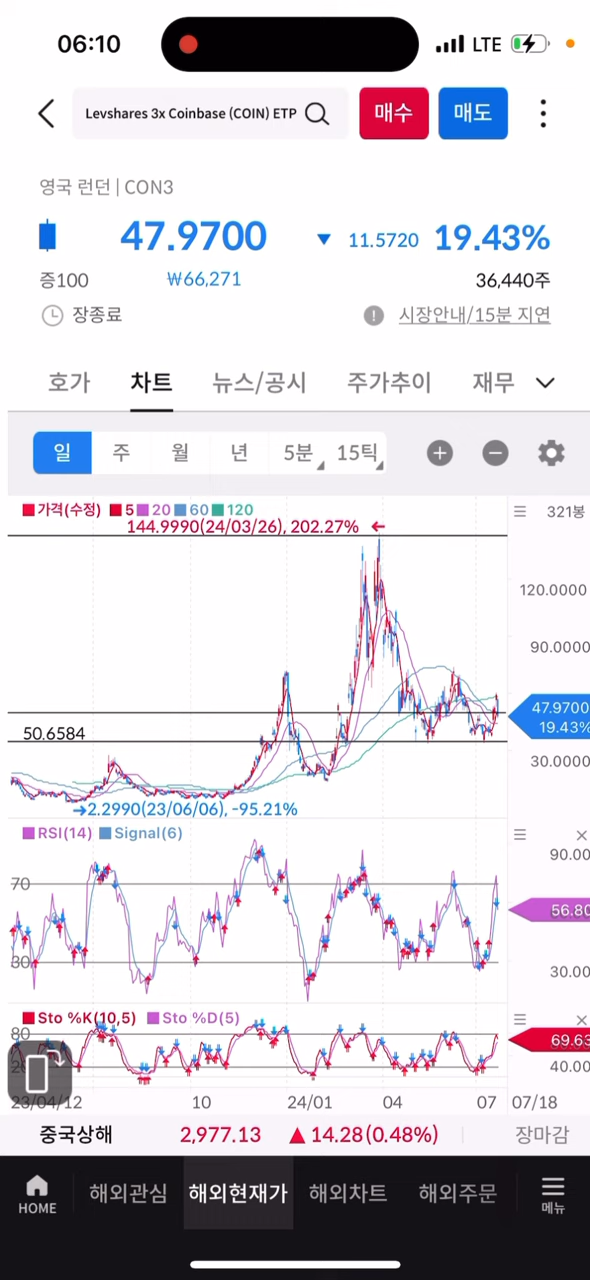 06:10
LTE
Levshares 3x Coinbase (COIN) ETP
매수
매도
영국 런던 | CON3
47.9700 ▼ 11.5720 19.43%
증100 ₩66,271 36,440주
장종료 시장안내/15분 지연
호가 차트 뉴스/공시 주가추이 재무
일 주 월 년 5분 15틱
가격(수정) 5 20 60 120
321봉
144.9990(24/03/26), 202.27% ←
120.0000
90.0000
47.9700
19.43%
50.6584
30.0000
→2.2990(23/06/06), -95.21%
RSI(14) Signal(6)
90.00
70
56.80
30
30.00
Sto %K(10,5) Sto %D(5)
80
69.63
40.00
23/04/12 10 24/01 04 07 07/18
중국상해 2,977.13 ▲ 14.28(0.48%) 장마감
HOME
해외관심
해외현재가
해외차트
해외주문
메뉴